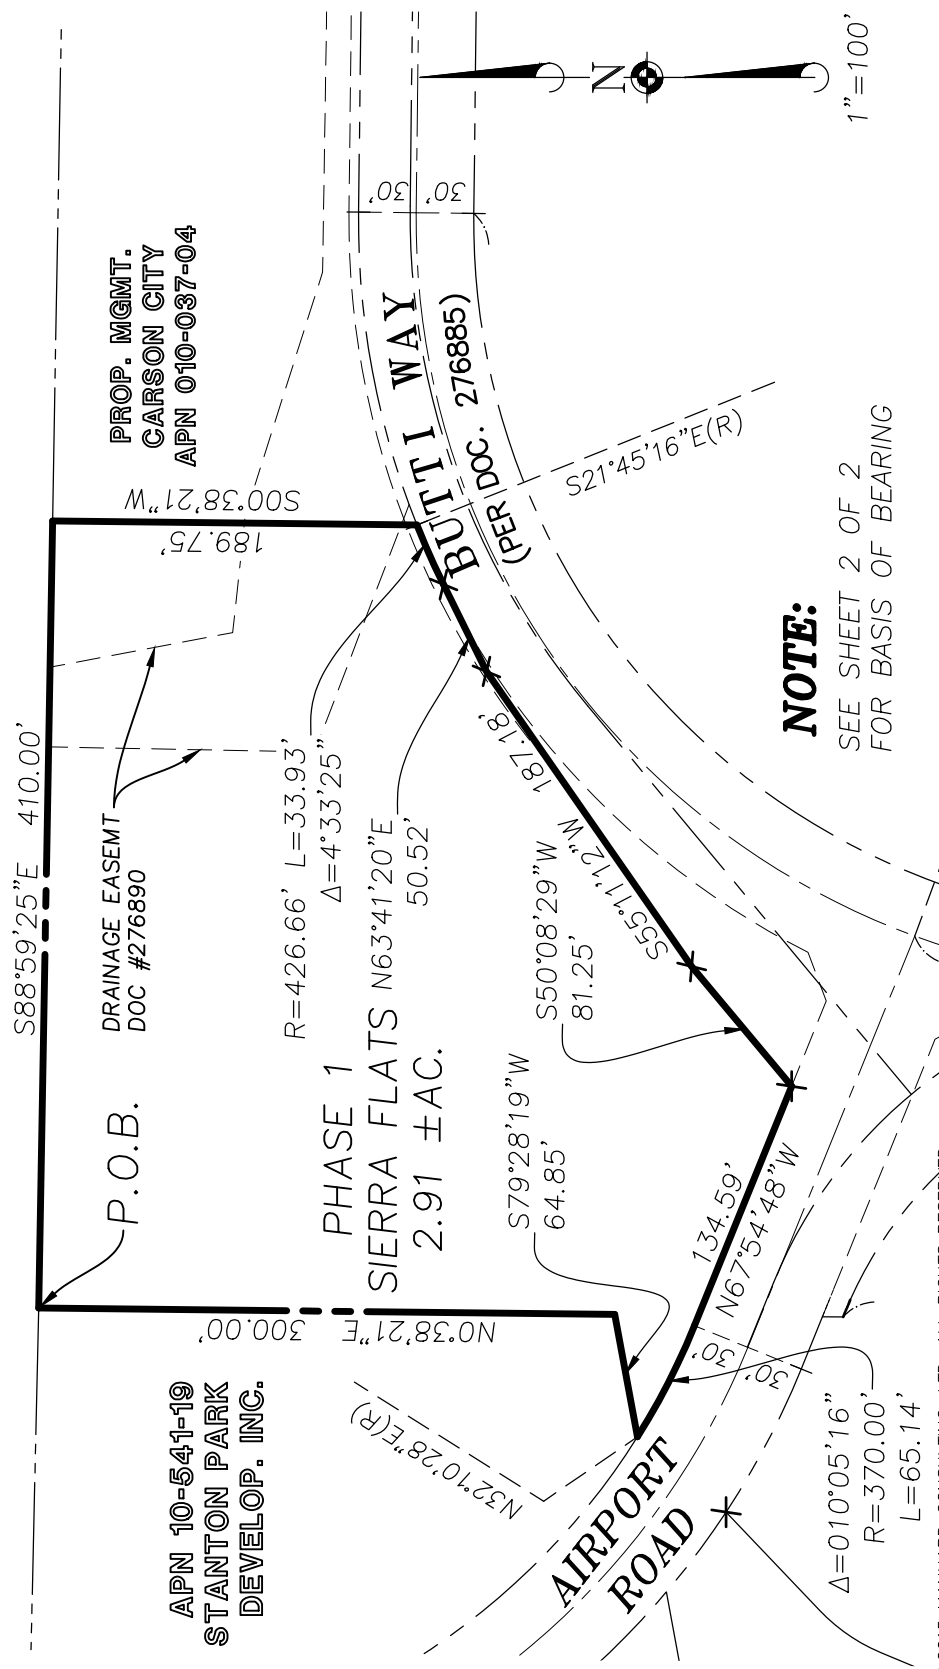 S88°59'25"E 410.00'
P.O.B.
DRAINAGE EASEMT
DOC #276890
PROP. MGMT.
CARSON CITY
APN 010-037-04
S00°38'21"W
189.75'
R=426.66' L=33.93'
Δ=4°33'25"
N63°41'20"E
50.52'
PHASE 1
SIERRA FLATS
2.91 ±AC.
BUTTI WAY
(PER DOC. 276885)
30'
30'
N
1"=100'
S21°45'16"E(R)
187.18'
S55°11'12"W
S50°08'29"W
81.25'
S79°28'19"W
64.85'
134.59'
N67°54'48"W
30'
30'
N0°38'21"E
300.00'
APN 10-541-19
STANTON PARK
DEVELOP. INC.
N32°10'28"E(R)
AIRPORT
ROAD
Δ=010°05'16"
R=370.00'
L=65.14'
NOTE:
SEE SHEET 2 OF 2
FOR BASIS OF BEARING